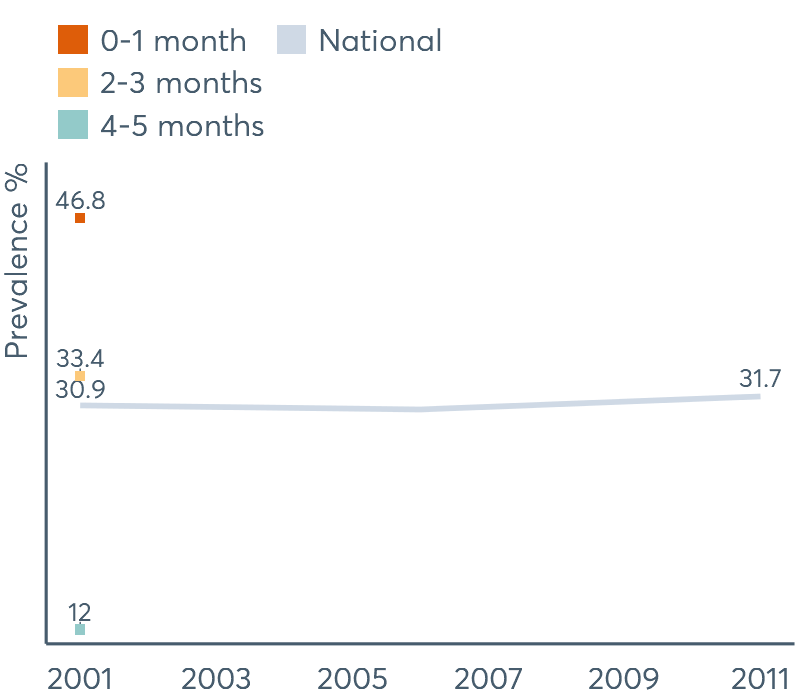 0-1 month National
2-3 months
4-5 months
Prevalence %
46.8
33.4
30.9
31.7
12
2001 2003 2005 2007 2009 2011